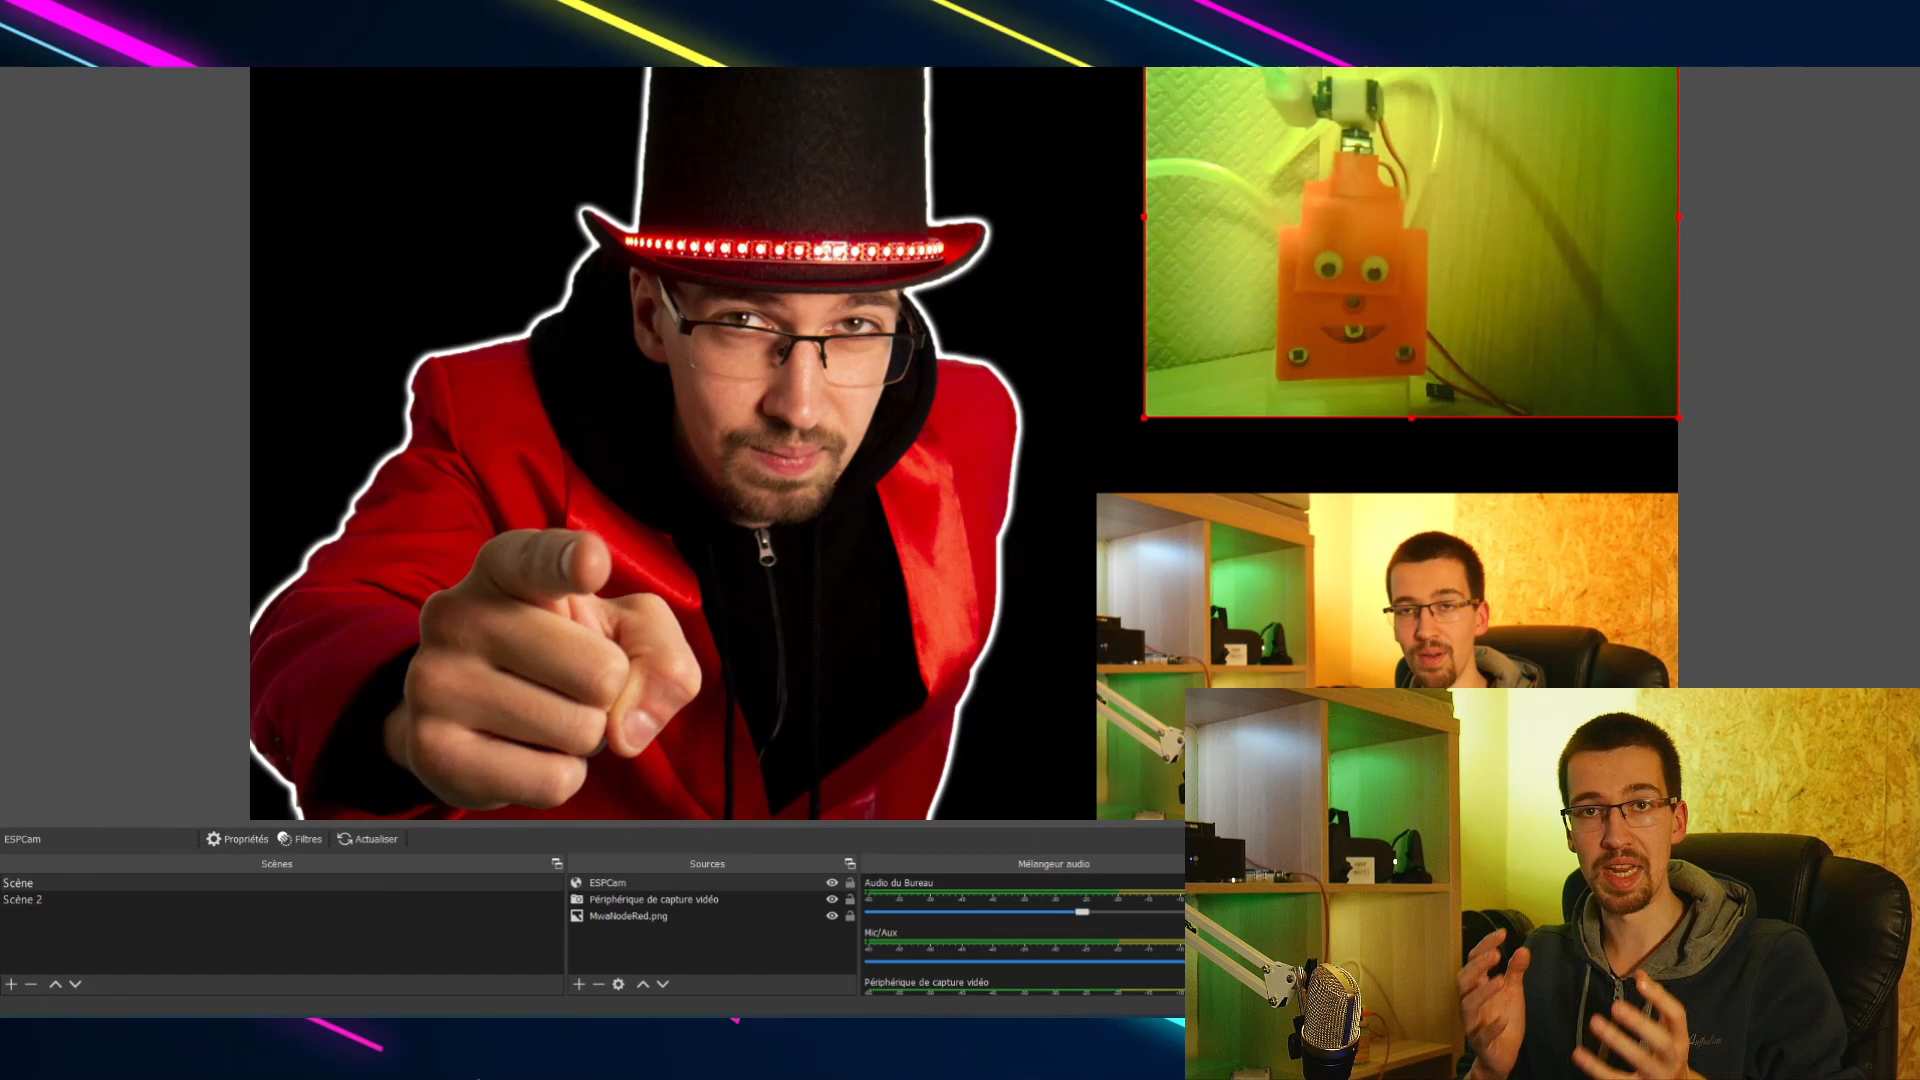 ESPCam
Propriétés
Filtres
Actualiser
Scènes
Sources
Mélangeur audio
Scène
Scène 2
ESPCam
Périphérique de capture vidéo
MwaNodeRed.png
Audio du Bureau
Mic/Aux
Périphérique de capture vidéo